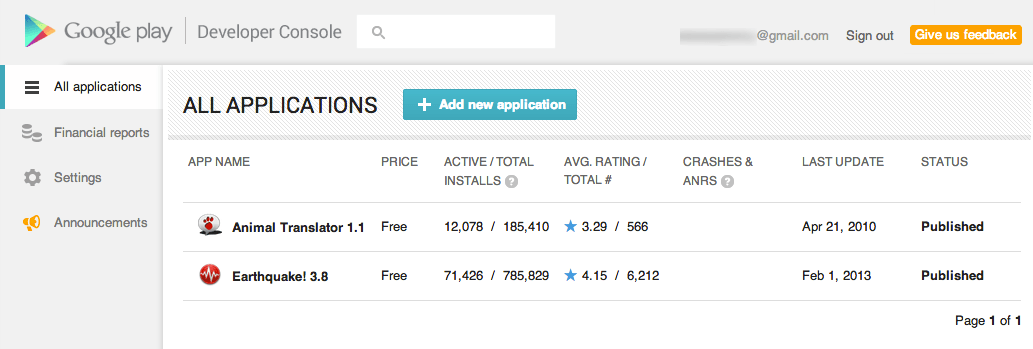 Google play | Developer Console
@gmail.com Sign out Give us feedback
All applications
Financial reports
Settings
Announcements
ALL APPLICATIONS + Add new application
APP NAME PRICE ACTIVE / TOTAL INSTALLS ? AVG. RATING / TOTAL # CRASHES & ANRS ? LAST UPDATE STATUS
Animal Translator 1.1 Free 12,078 / 185,410 ★ 3.29 / 566 Apr 21, 2010 Published
Earthquake! 3.8 Free 71,426 / 785,829 ★ 4.15 / 6,212 Feb 1, 2013 Published
Page 1 of 1